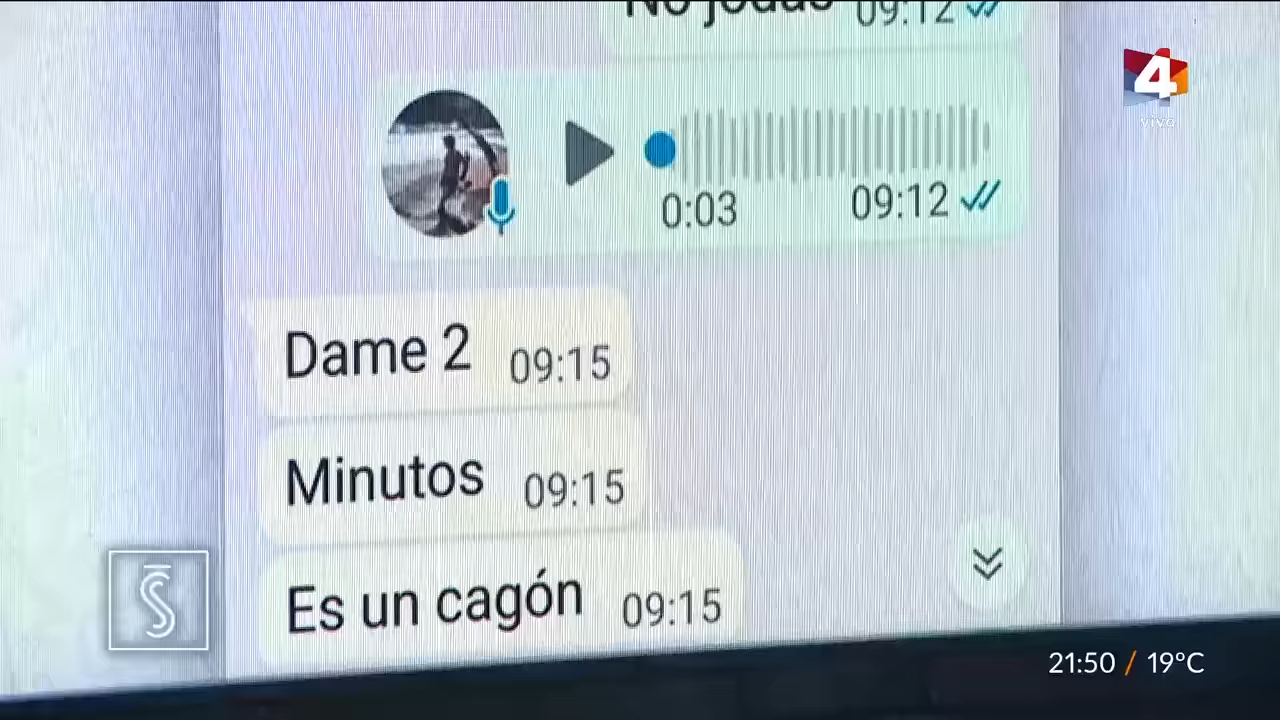 No jodas 09:12
4
vivo
0:03 09:12
Dame 2 09:15
Minutos 09:15
Es un cagón 09:15
S
21:50 / 19°C